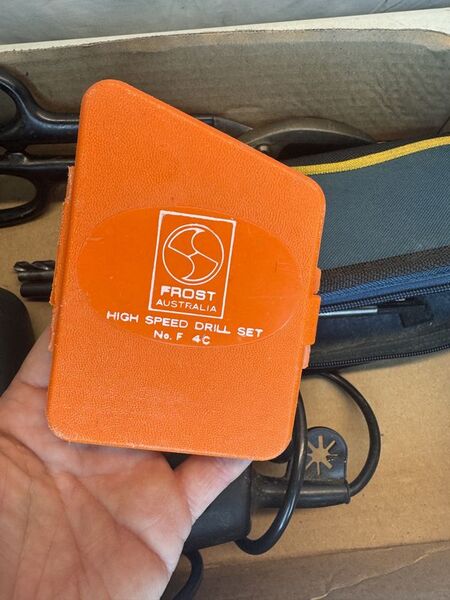 FROST
AUSTRALIA
HIGH SPEED DRILL SET
No. F 4C